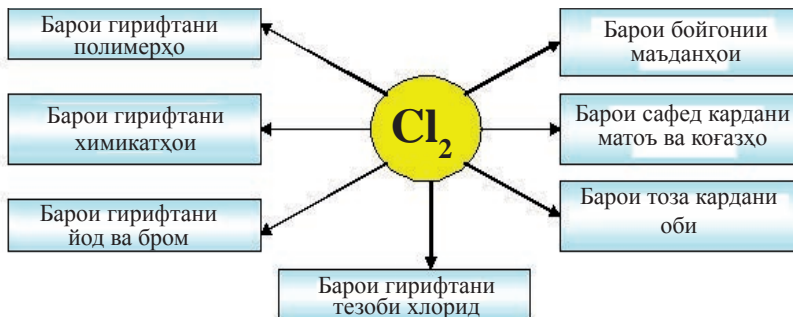 Барои гирифтани
полимерҳо
Барои гирифтани
химикатҳои
Барои гирифтани
йод ва бром
Cl₂
Барои бойгонии
маъданҳои
Барои сафед кардани
матоъ ва коғазҳо
Барои тоза кардани
оби
Барои гирифтани
тезоби хлорид